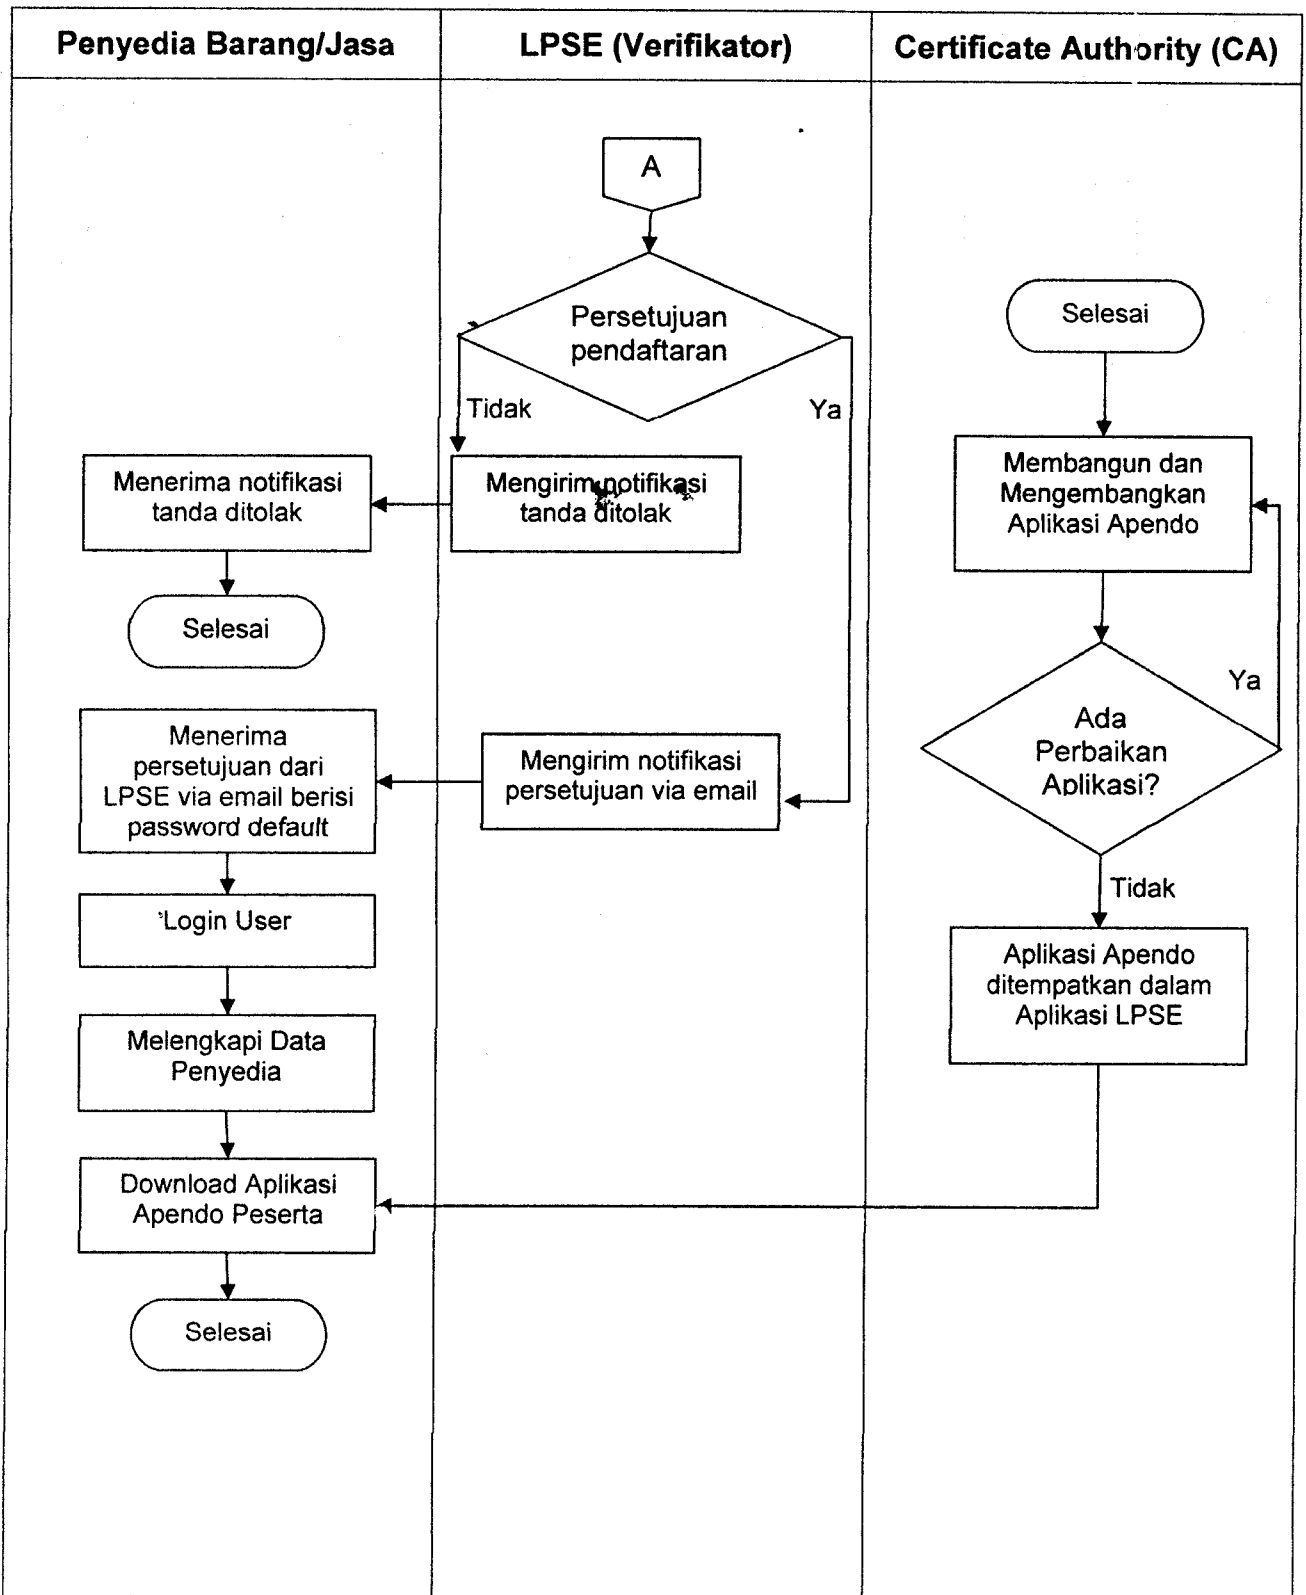 Penyedia Barang/Jasa
LPSE (Verifikator)
Certificate Authority (CA)
A
Persetujuan
pendaftaran
Tidak
Ya
Mengirim notifikasi
tanda ditolak
Menerima notifikasi
tanda ditolak
Selesai
Mengirim notifikasi
persetujuan via email
Menerima
persetujuan dari
LPSE via email berisi
password default
Login User
Melengkapi Data
Penyedia
Download Aplikasi
Apendo Peserta
Selesai
Selesai
Membangun dan
Mengembangkan
Aplikasi Apendo
Ada
Perbaikan
Aplikasi?
Ya
Tidak
Aplikasi Apendo
ditempatkan dalam
Aplikasi LPSE